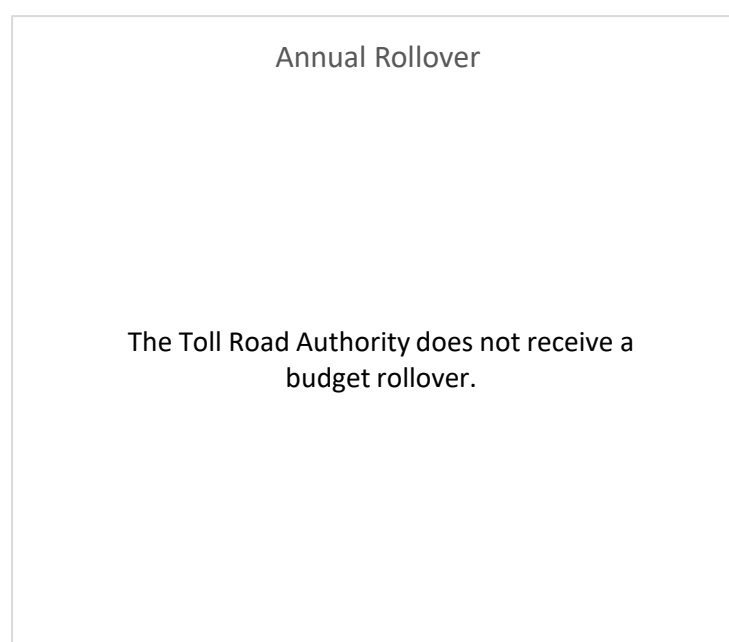 Annual Rollover
The Toll Road Authority does not receive a
budget rollover.